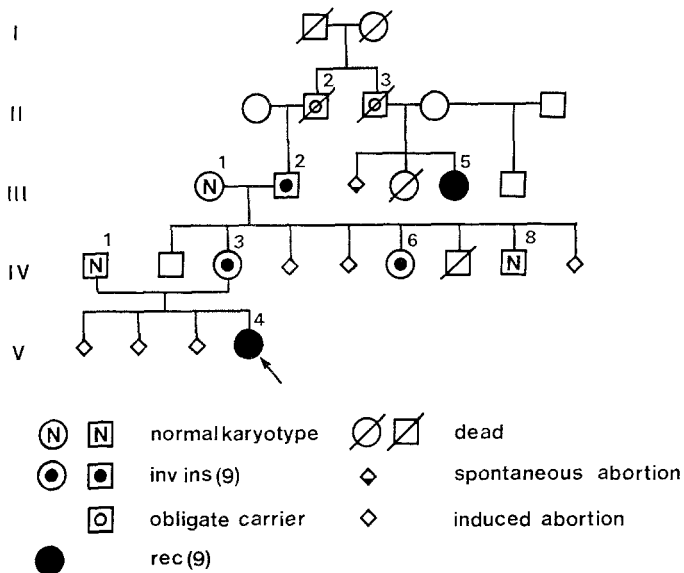 I
2 3
II
1 2 5
N
III
1 3 6 8
N N
IV
4
V
N N normal karyotype dead
inv ins (9) spontaneous abortion
obligate carrier induced abortion
rec (9)